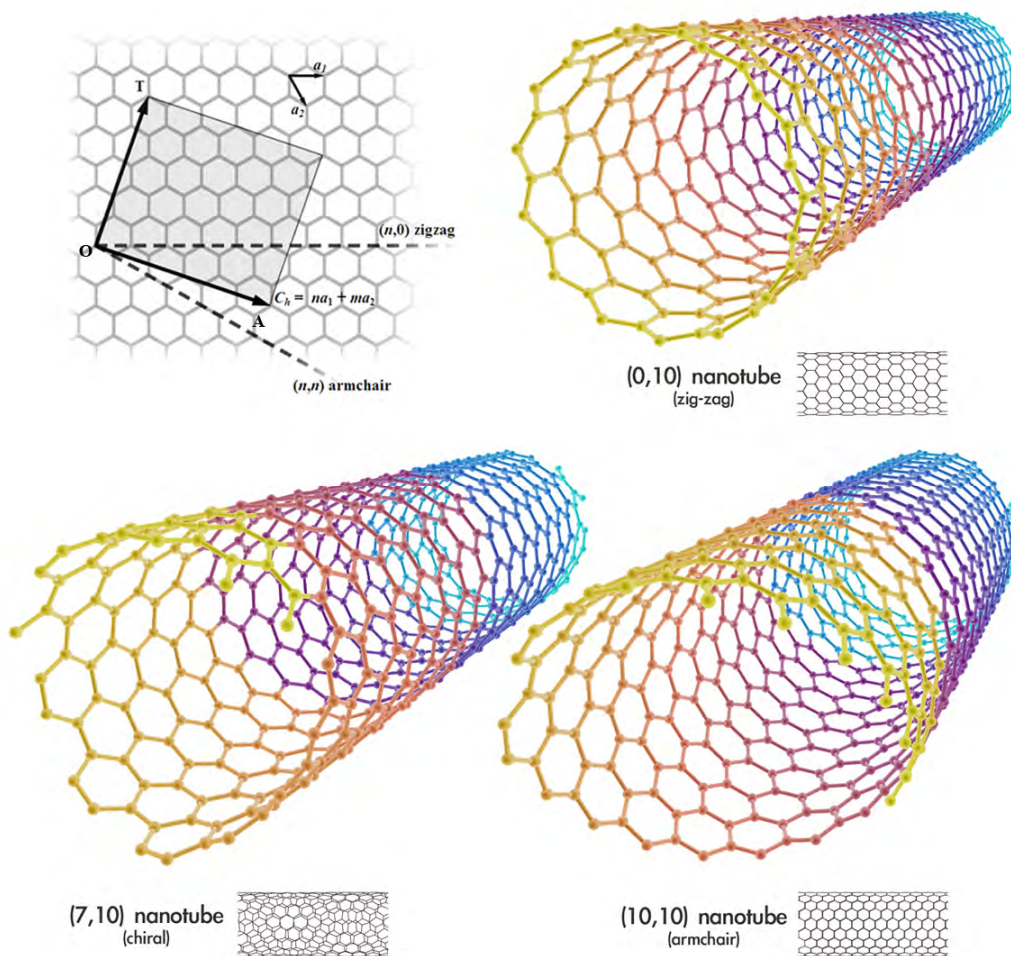 a1
T
a2
(n,0) zigzag
O
Ch = na1 + ma2
A
(n,n) armchair
(0,10) nanotube
(zig-zag)
(7,10) nanotube
(chiral)
(10,10) nanotube
(armchair)